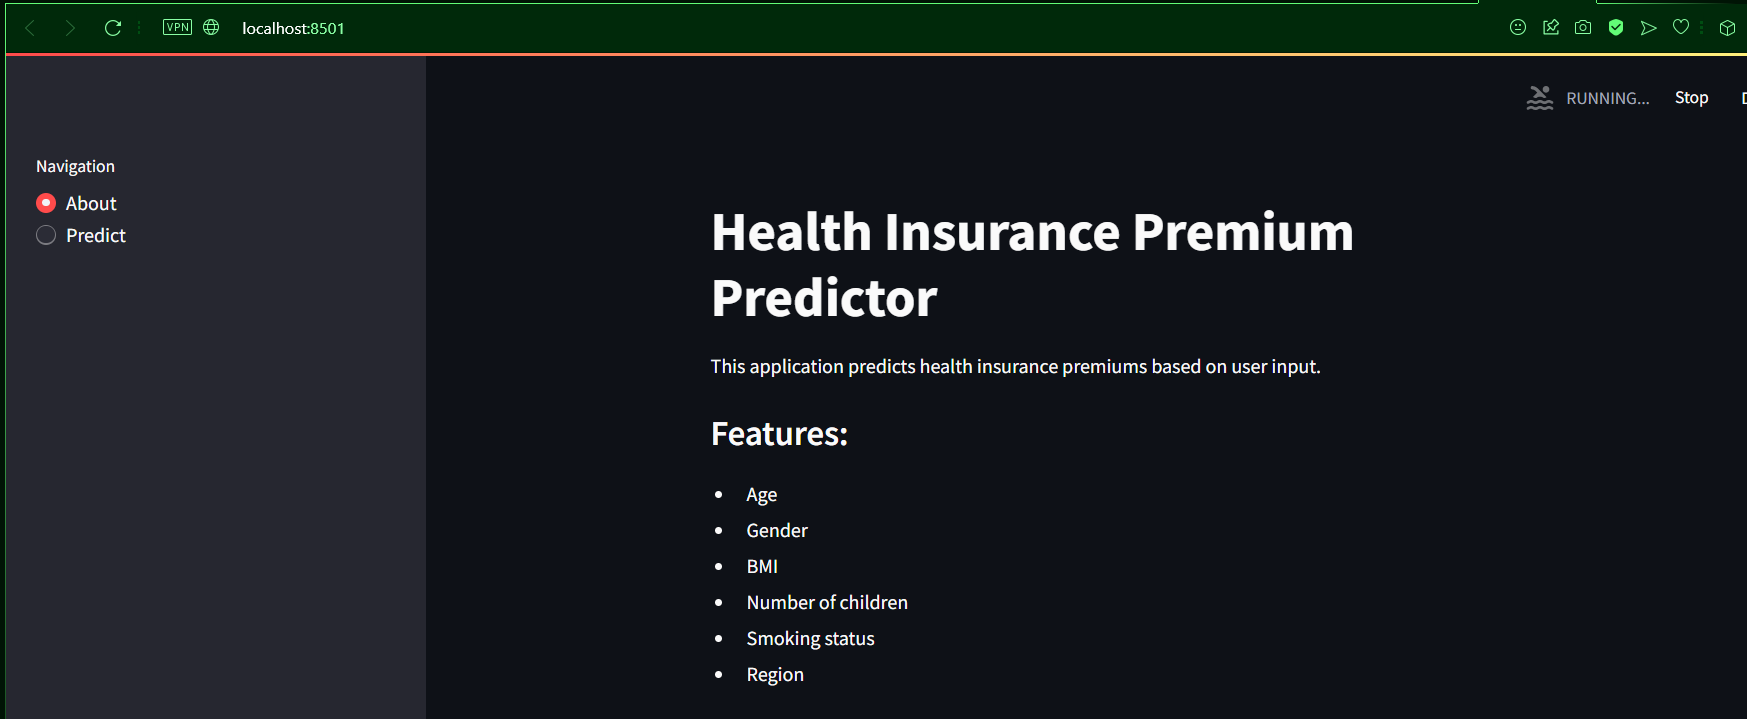 VPN localhost:8501
RUNNING... Stop
Navigation
About
Predict
Health Insurance Premium
Predictor
This application predicts health insurance premiums based on user input.
Features:
• Age
• Gender
• BMI
• Number of children
• Smoking status
• Region